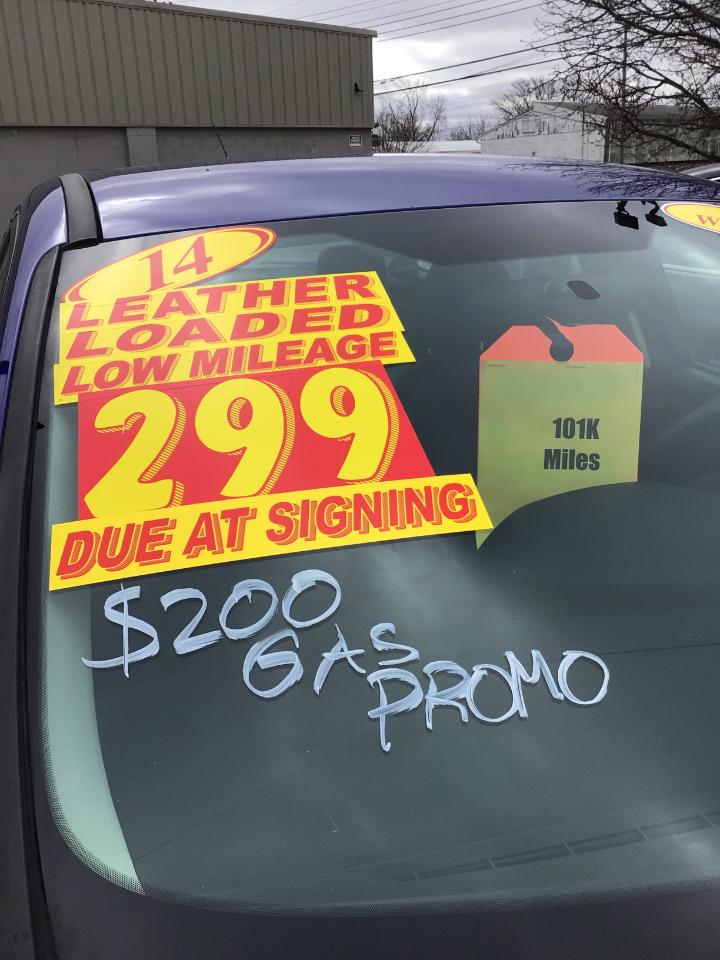 14
LEATHER
LOADED
LOW MILEAGE
299
DUE AT SIGNING
$200
GAS
PROMO
101K
Miles
W